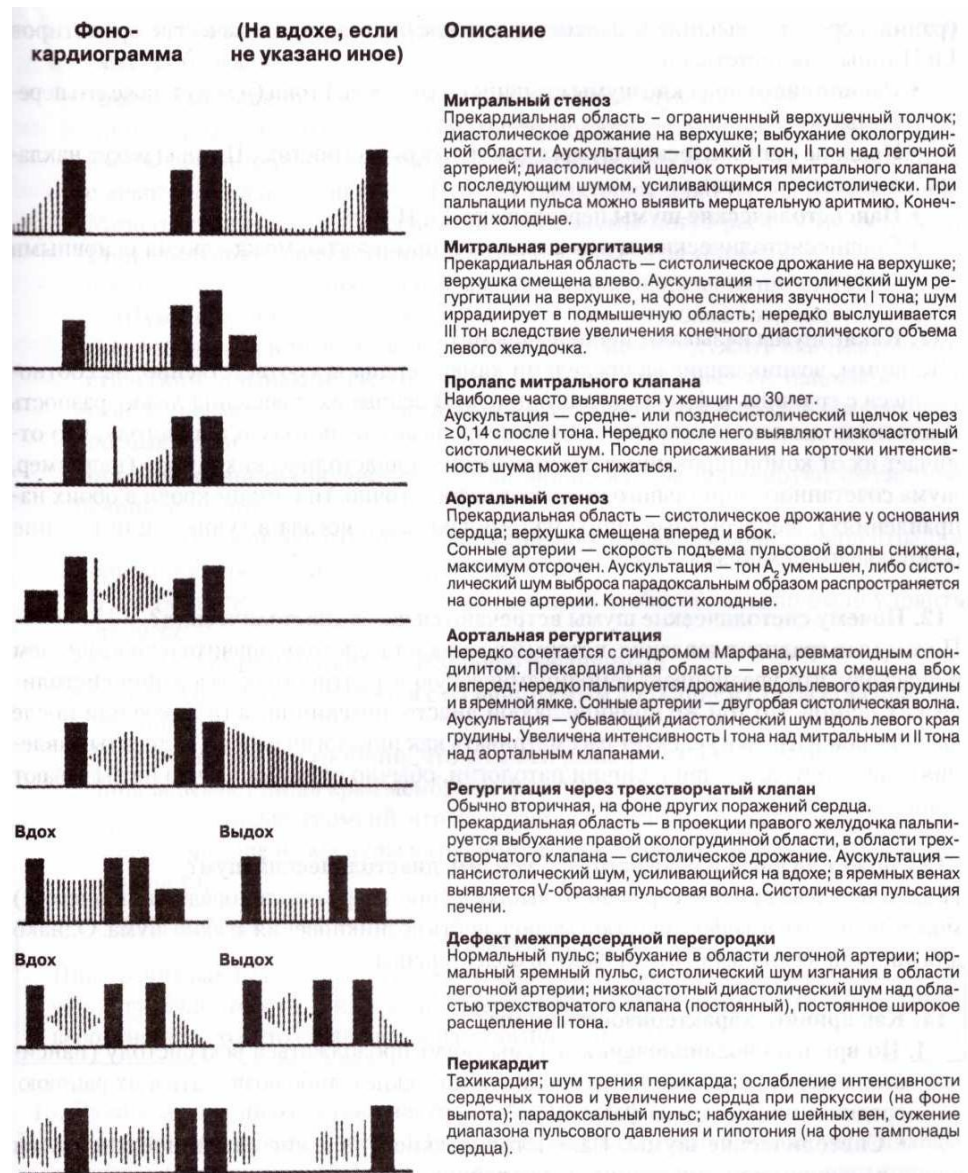 Фоно-
кардиограмма
(На вдохе, если
не указано иное)
Описание
Митральный стеноз
Прекардиальная область – ограниченный верхушечный толчок;
диастолическое дрожание на верхушке; выбухание окологрудин-
ной области. Аускультация — громкий I тон, II тон над лёгочной
артерией; диастолический щелчок открытия митрального клапана
с последующим шумом, усиливающимся пресистолически. При
пальпации пульса можно выявить мерцательную аритмию. Конеч-
ности холодные.
Митральная регургитация
Прекардиальная область — систолическое дрожание на верхушке;
верхушка смещена влево. Аускультация — систолический шум ре-
гургитации на верхушке, на фоне снижения звучности I тона; шум
иррадиирует в подмышечную область; нередко выслушивается
III тон вследствие увеличения конечного диастолического объема
левого желудочка.
Пролапс митрального клапана
Наиболее часто выявляется у женщин до 30 лет.
Аускультация – средне- или позднесистолический щелчок через
≥ 0,14 с после I тона. Нередко после него выявляют низкочастотный
систолический шум. После присаживания на корточки интенсив-
ность шума может снижаться.
Аортальный стеноз
Прекардиальная область — систолическое дрожание у основания
сердца; верхушка смещена вперед и вбок.
Сонные артерии — скорость подъема пульсовой волны снижена,
максимум отсрочен. Аускультация — тон A₂ уменьшен, либо систо-
лический шум выброса парадоксальным образом распространяется
на сонные артерии. Конечности холодные.
Аортальная регургитация
Нередко сочетается с синдромом Марфана, ревматоидным спон-
дилитом. Прекардиальная область — верхушка смещена вбок
и вперед; нередко пальпируется дрожание вдоль левого края грудины
и в яремной ямке. Сонные артерии — двугорбая систолическая волна.
Аускультация — убывающий диастолический шум вдоль левого края
грудины. Увеличена интенсивность I тона над митральным и II тона
над аортальным клапанами.
Регургитация через трехстворчатый клапан
Обычно вторичная, на фоне других поражений сердца.
Прекардиальная область — в проекции правого желудочка пальпи-
руется выбухание правой окологрудинной области, в области трех-
створчатого клапана — систолическое дрожание. Аускультация —
пансистолический шум, усиливающийся на вдохе; в яремных венах
выявляется V-образная пульсовая волна. Систолическая пульсация
печени.
Вдох
Выдох
Дефект межпредсердной перегородки
Нормальный пульс; выбухание в области легочной артерии; нор-
мальный яремный пульс, систолический шум изгнания в области
легочной артерии; низкочастотный диастолический шум над обла-
стью трехстворчатого клапана (постоянный), постоянное широкое
расщепление II тона.
Вдох
Выдох
Перикардит
Тахикардия; шум трения перикарда; ослабление интенсивности
сердечных тонов и увеличение сердца при перкуссии (на фоне
выпота); парадоксальный пульс; набухание шейных вен, сужение
диапазона пульсового давления и гипотония (на фоне тампонады
сердца).